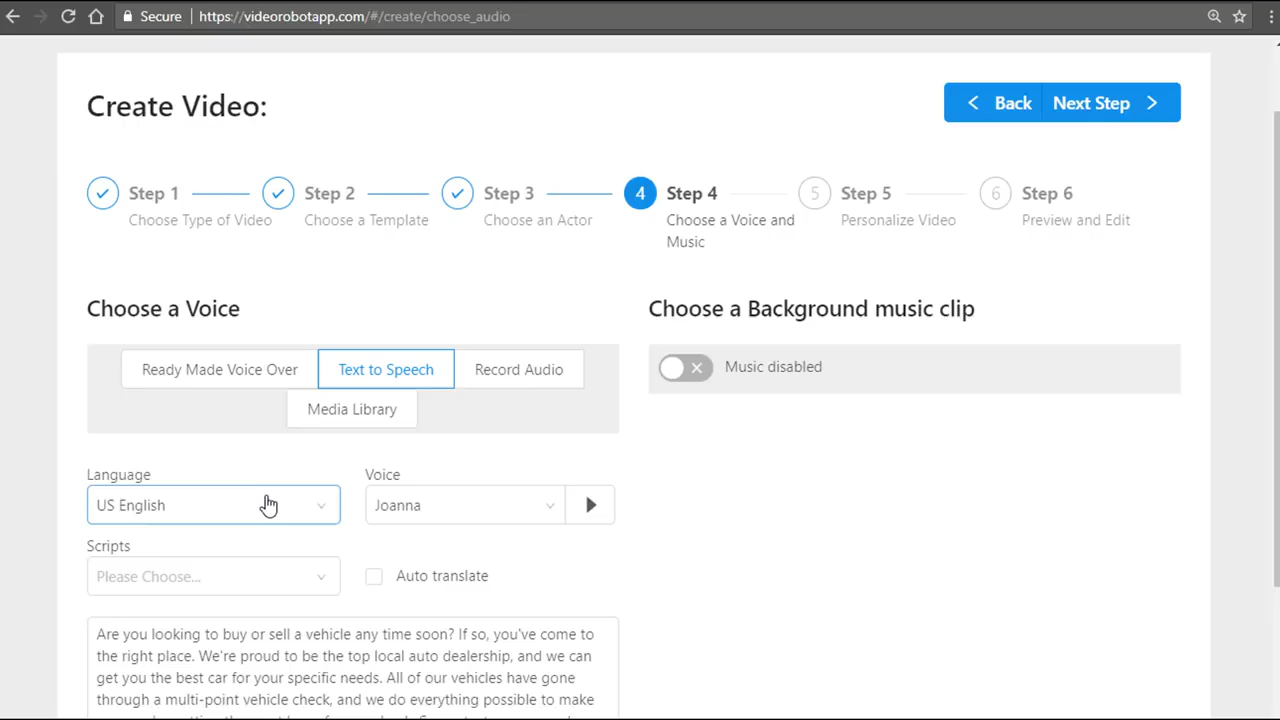 Secure
https://videorobotapp.com/#/create/choose_audio
Create Video:
Back
Next Step
Step 1
Choose Type of Video
Step 2
Choose a Template
Step 3
Choose an Actor
4
Step 4
Choose a Voice and
Music
5
Step 5
Personalize Video
6
Step 6
Preview and Edit
Choose a Voice
Ready Made Voice Over
Text to Speech
Record Audio
Media Library
Language
US English
Voice
Joanna
Scripts
Please Choose...
Auto translate
Are you looking to buy or sell a vehicle any time soon? If so, you've come to
the right place. We're proud to be the top local auto dealership, and we can
get you the best car for your specific needs. All of our vehicles have gone
through a multi-point vehicle check, and we do everything possible to make
Choose a Background music clip
Music disabled